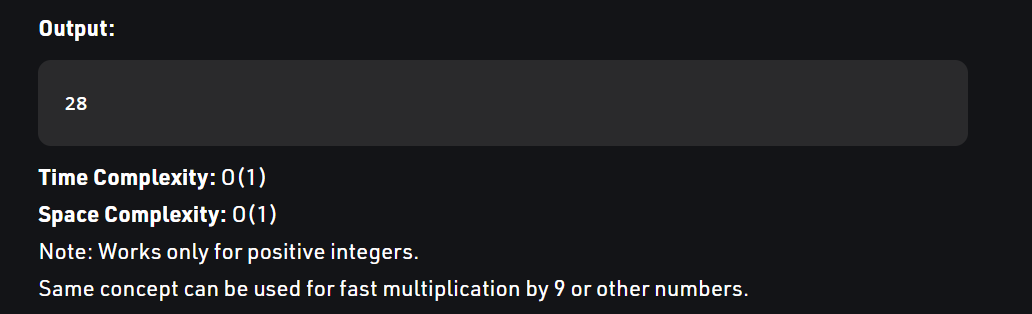 Output:
28
Time Complexity: O(1)
Space Complexity: O(1)
Note: Works only for positive integers.
Same concept can be used for fast multiplication by 9 or other numbers.